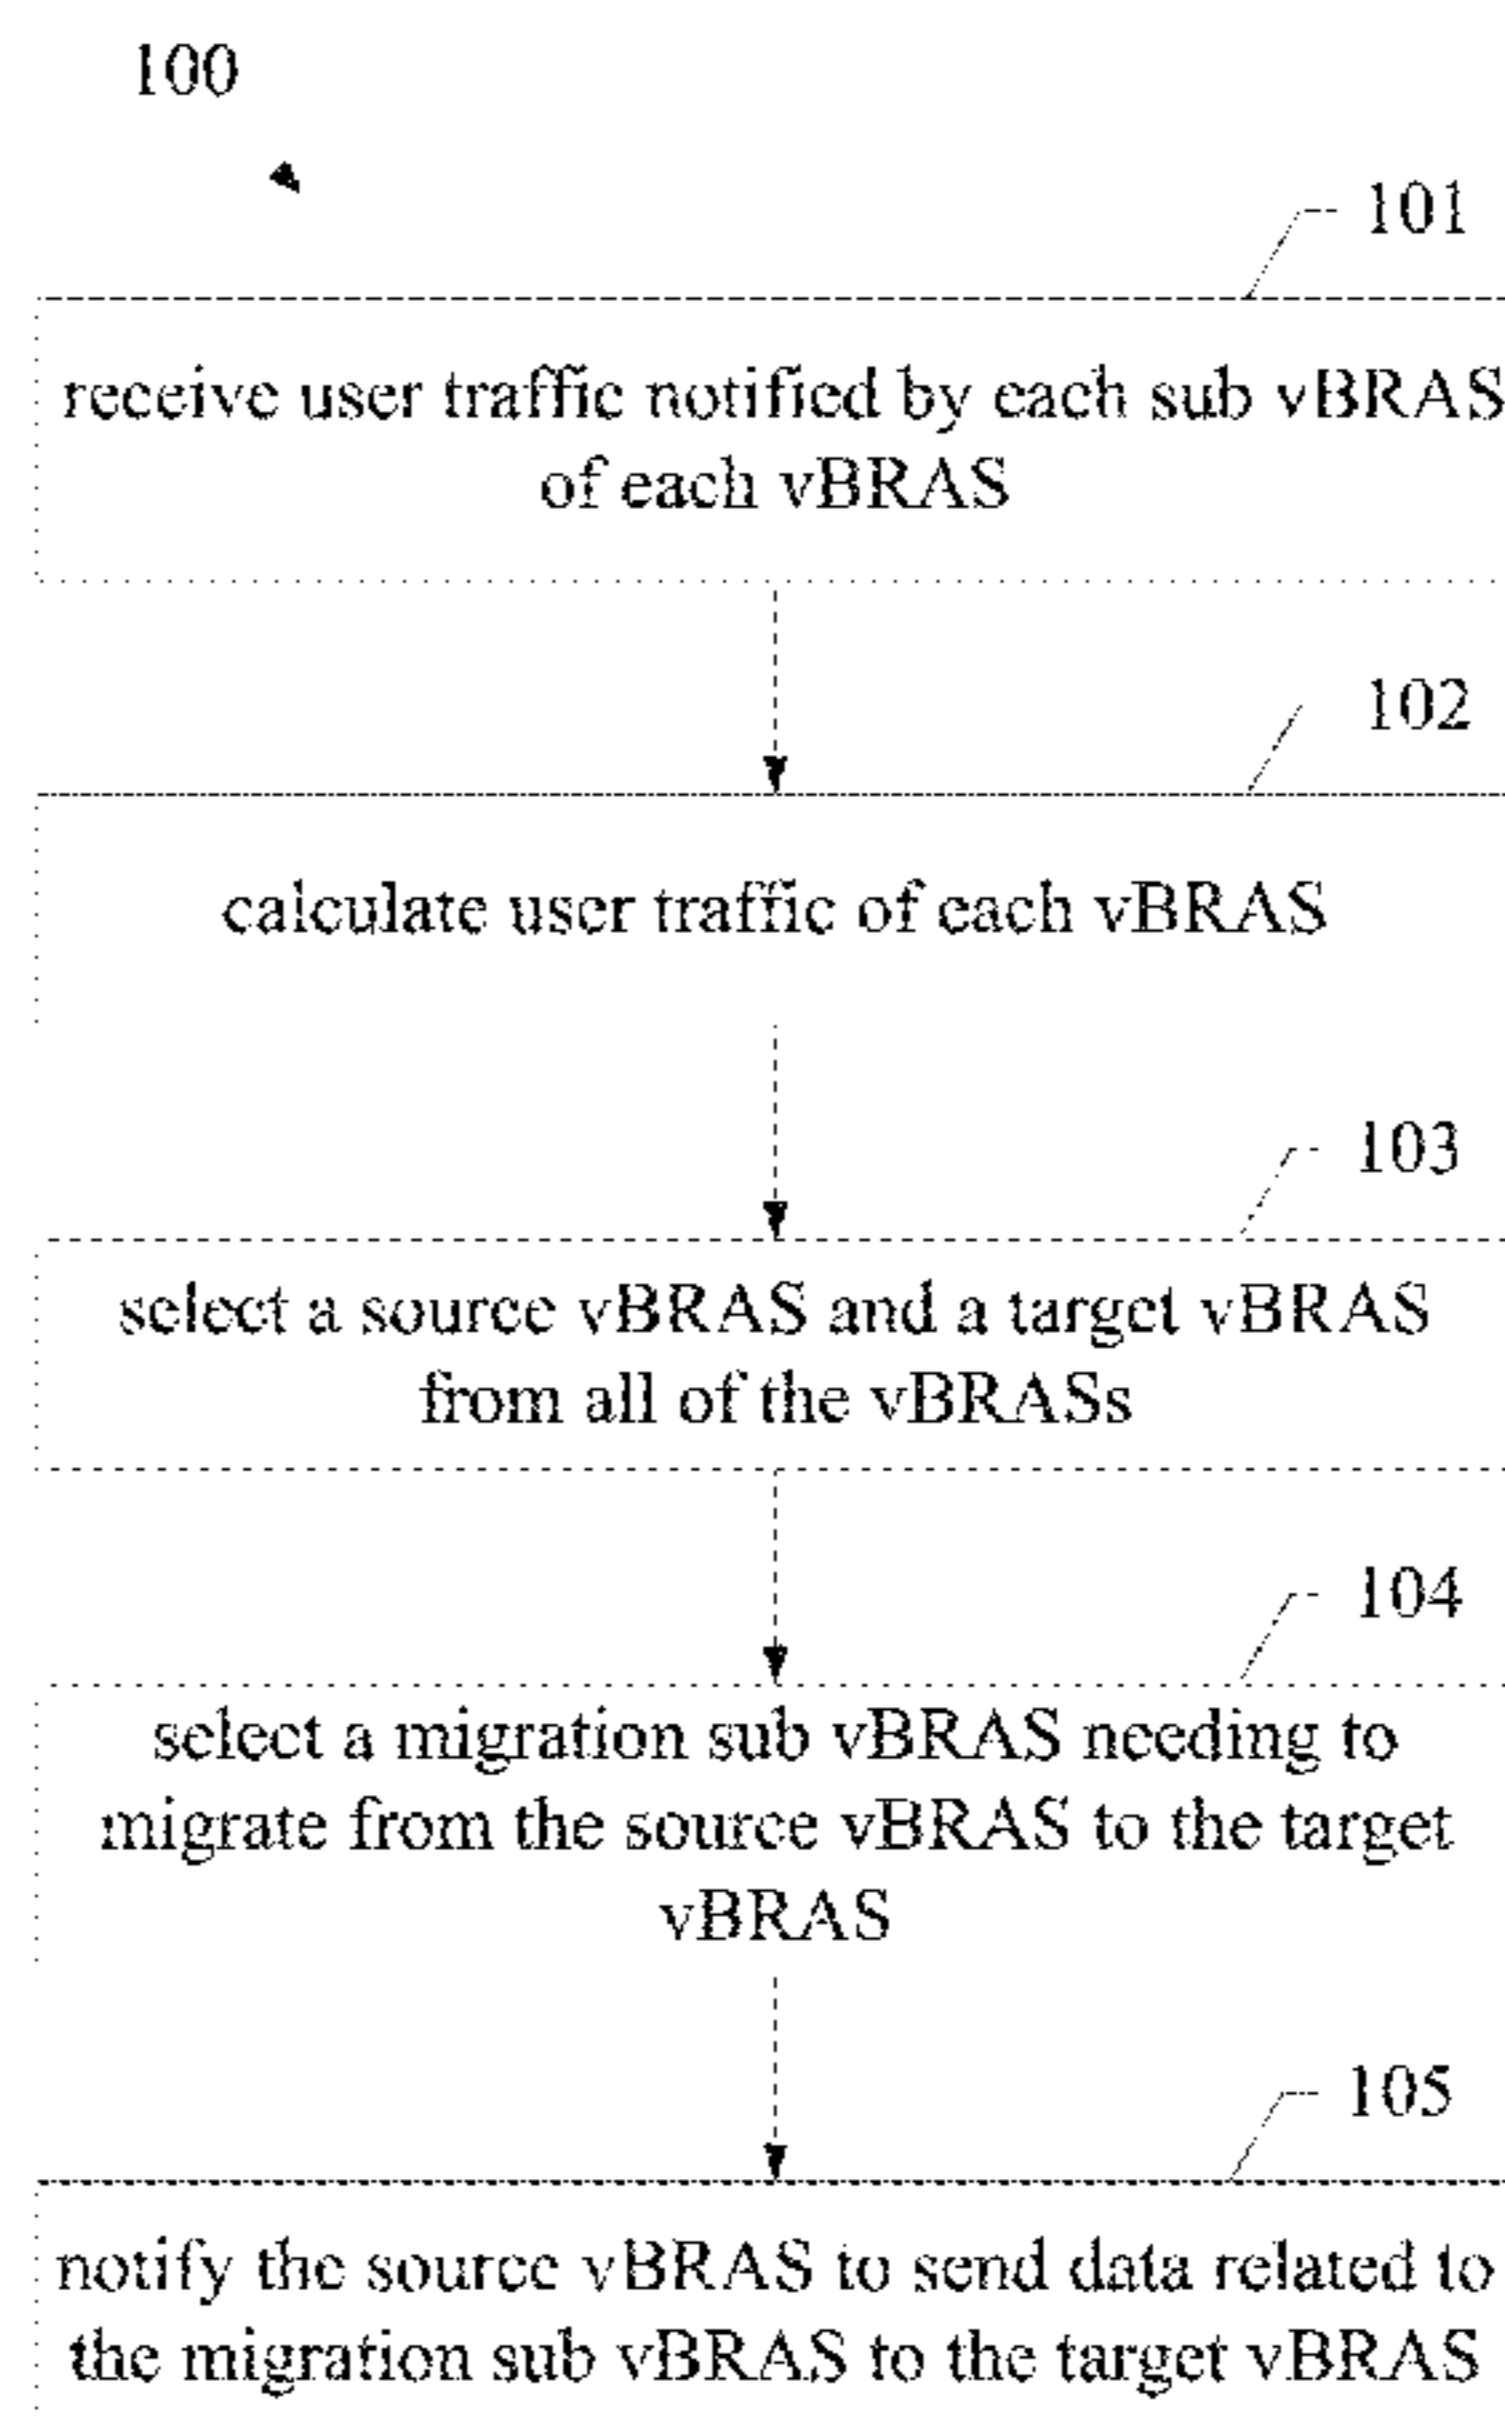 100
101
receive user traffic notified by each sub vBRAS
of each vBRAS
102
calculate user traffic of each vBRAS
103
select a source vBRAS and a target vBRAS
from all of the vBRASs
104
select a migration sub vBRAS needing to
migrate from the source vBRAS to the target
vBRAS
105
notify the source vBRAS to send data related to
the migration sub vBRAS to the target vBRAS